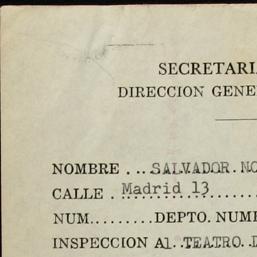 SECRETARI
DIRECCION GENE
NOMBRE . ..SALVADOR NO
CALLE . Madrid 13
NUM.........DEPTO. NUME
INSPECCION Al TEATRO D